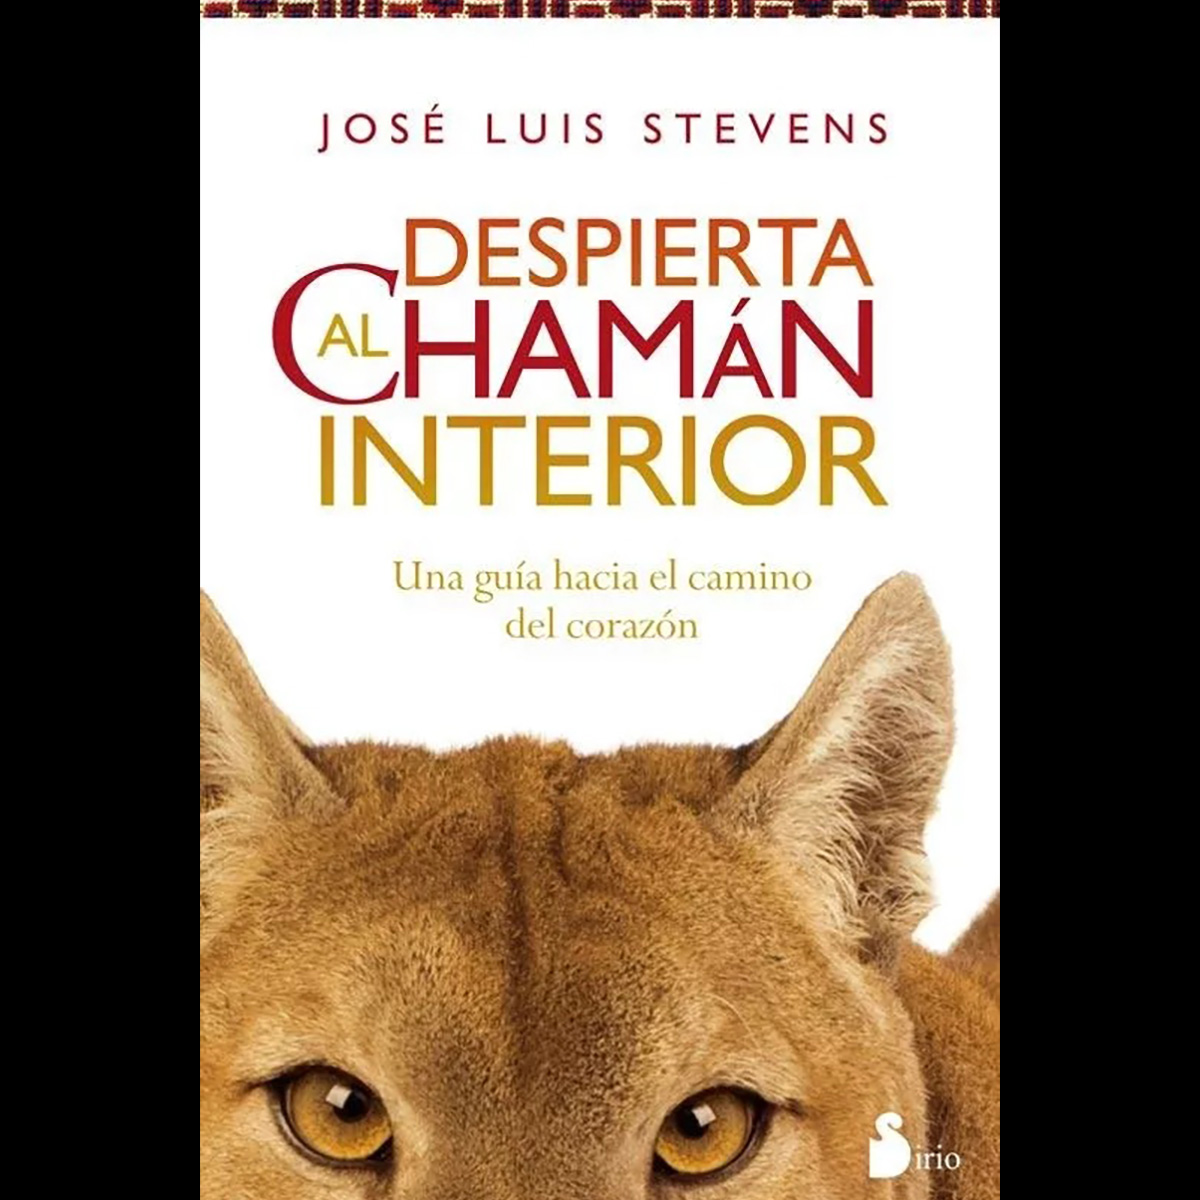 JOSÉ LUIS STEVENS
DESPIERTA
AL CHAMÁN
INTERIOR
Una guía hacia el camino
del corazón
Sirio